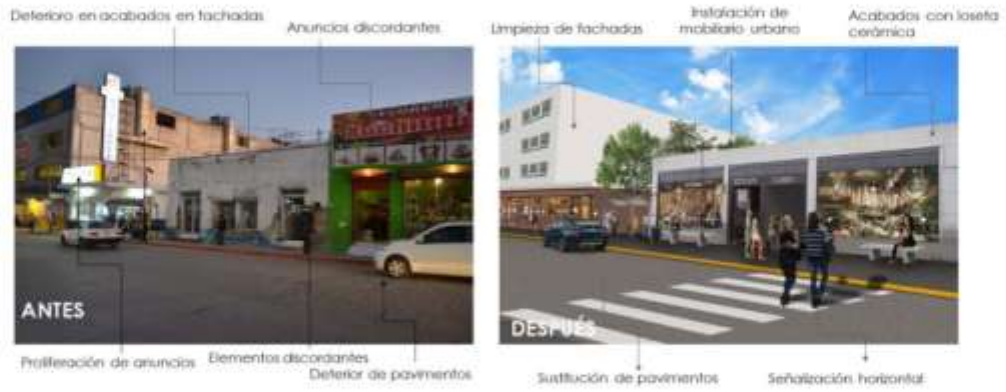 Deterioro en acabados en fachadas
Anuncios discordantes
Limpieza de fachadas
Instalación de
mobiliario urbano
Acabados con loseta
cerámica
ANTES
DESPUÉS
Proliferación de anuncios
Elementos discordantes
Deterior de pavimentos
Sustitución de pavimentos
Señalización horizontal